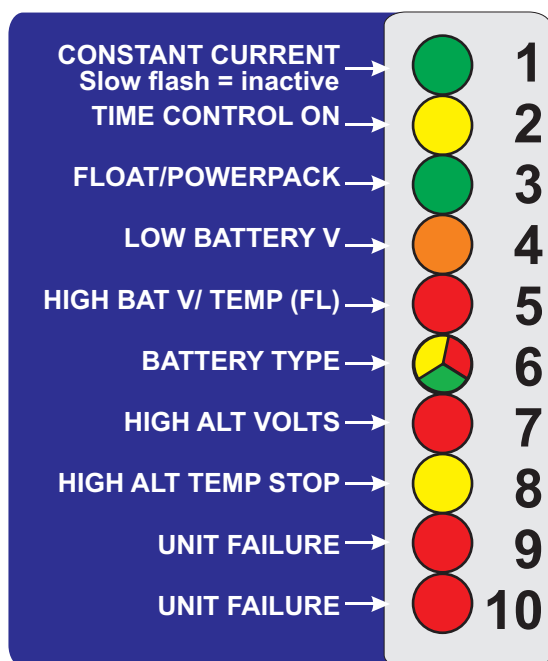 CONSTANT CURRENT 1
Slow flash = inactive
TIME CONTROL ON 2
FLOAT/POWERPACK 3
LOW BATTERY V 4
HIGH BAT V/ TEMP (FL) 5
BATTERY TYPE 6
HIGH ALT VOLTS 7
HIGH ALT TEMP STOP 8
UNIT FAILURE 9
UNIT FAILURE 10